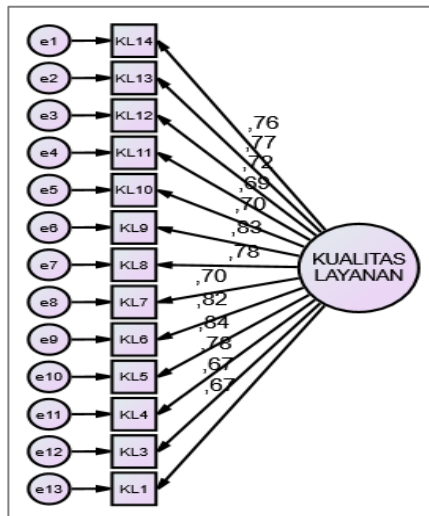 e1 KL14
e2 KL13
e3 KL12
e4 KL11
e5 KL10
e6 KL9
e7 KL8
e8 KL7
e9 KL6
e10 KL5
e11 KL4
e12 KL3
e13 KL1
,76
,77
,72
,69
,70
,83
,78
,70
,82
,84
,78
,67
,67
KUALITAS
LAYANAN